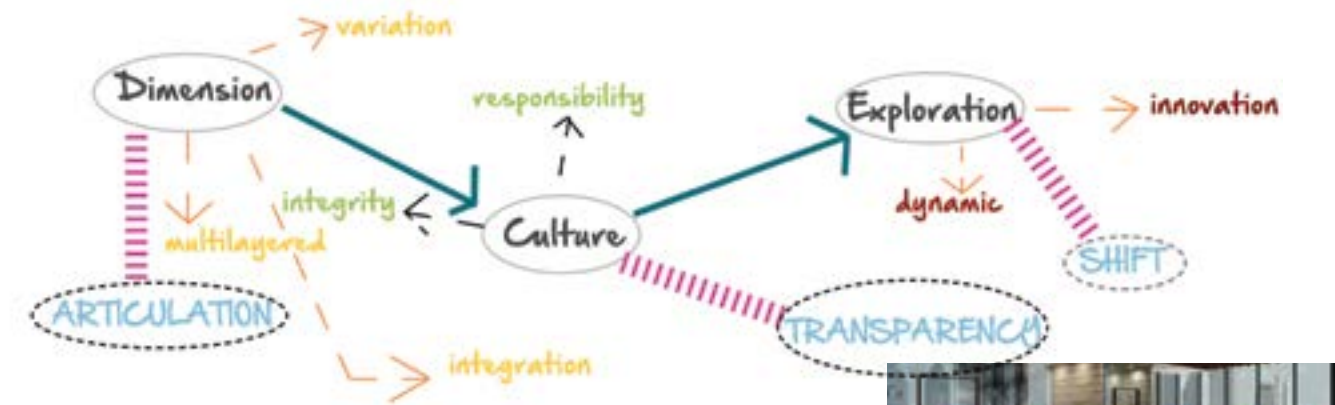 variation
Dimension
responsibility
Exploration
innovation
integrity
dynamic
Culture
multilayered
SHIFT
ARTICULATION
TRANSPARENCY
integration